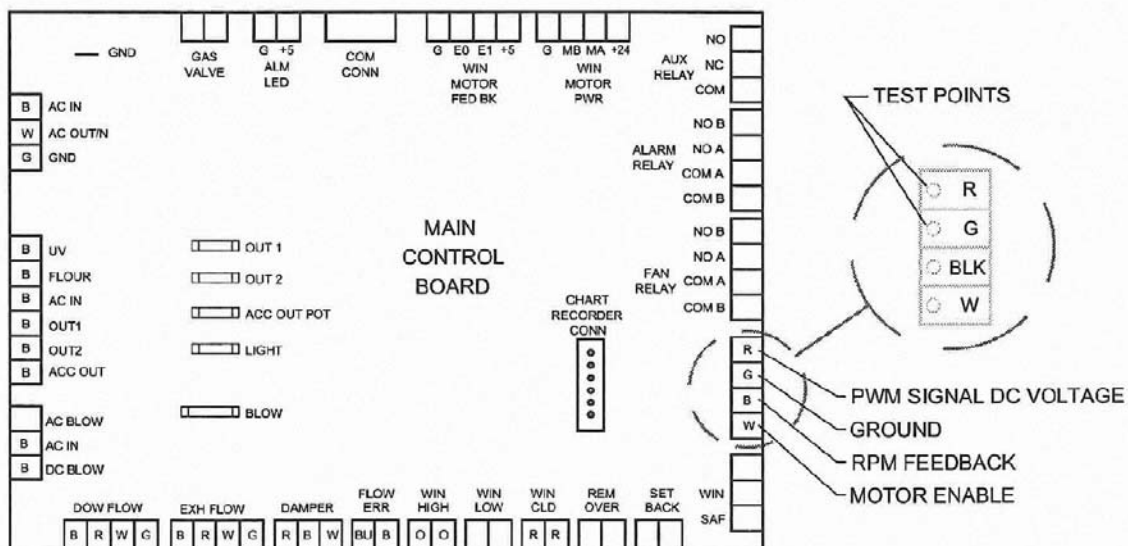 GND
GAS
VALVE
G +5
ALM
LED
COM
CONN
G E0 E1 +5
WIN
MOTOR
FED BK
G MB MA +24
WIN
MOTOR
PWR
NO
NC
COM
AUX
RELAY
B AC IN
W AC OUT/N
G GND
NO B
NO A
COM A
COM B
ALARM
RELAY
NO B
NO A
COM A
COM B
FAN
RELAY
TEST POINTS
R
G
BLK
W
MAIN
CONTROL
BOARD
B UV
B FLOUR
B AC IN
B OUT1
B OUT2
B ACC OUT
OUT 1
OUT 2
ACC OUT POT
LIGHT
BLOW
CHART
RECORDER
CONN
R
G
B
W
PWM SIGNAL DC VOLTAGE
GROUND
RPM FEEDBACK
MOTOR ENABLE
AC BLOW
B AC IN
B DC BLOW
WIN
SAF
DOW FLOW
B R W G
EXH FLOW
B R W G
DAMPER
R B W
FLOW
ERR
BU B
WIN
HIGH
O O
WIN
LOW
WIN
CLD
R R
REM
OVER
SET
BACK